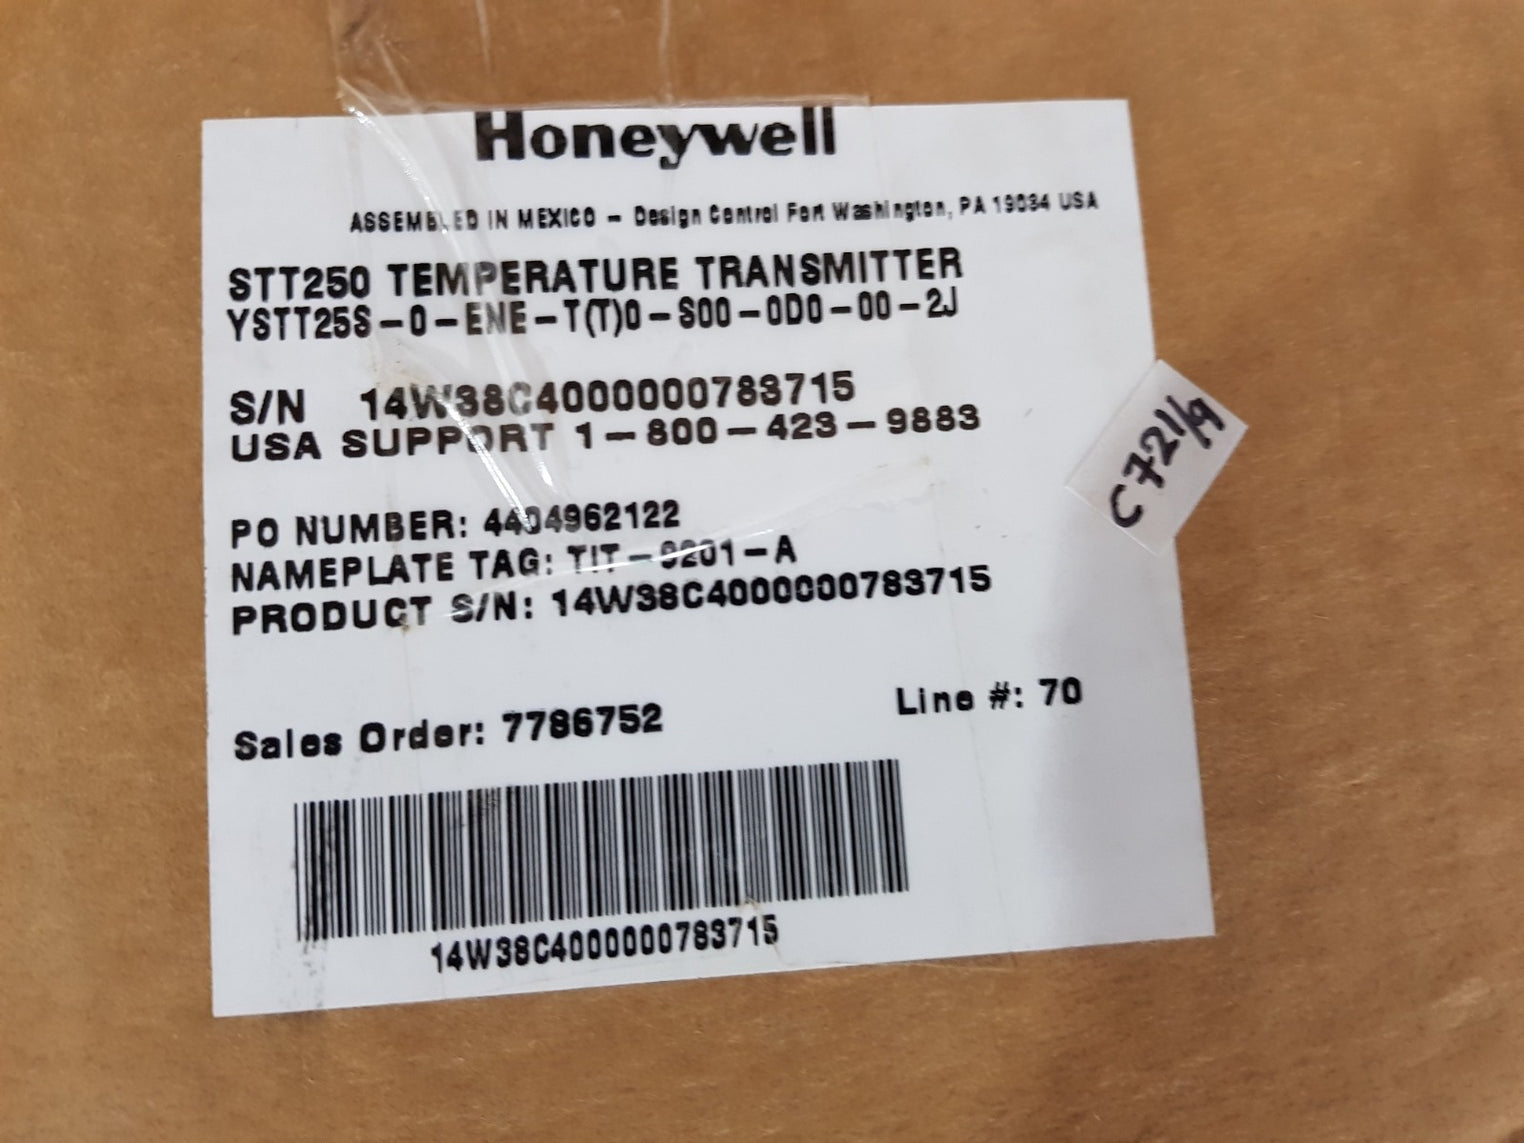 Honeywell
ASSEMBLED IN MEXICO - Design Control Fort Washington, PA 19034 USA
STT250 TEMPERATURE TRANSMITTER
YSTT25S-0-ENE-T(T)0-S00-0D0-00-2J
S/N 14W38C4000000783715
USA SUPPORT 1-800-423-9883
PO NUMBER: 4404962122
NAMEPLATE TAG: TIT-9201-A
PRODUCT S/N: 14W38C4000000783715
Sales Order: 7786752
Line #: 70
14W38C4000000783715
C721/9